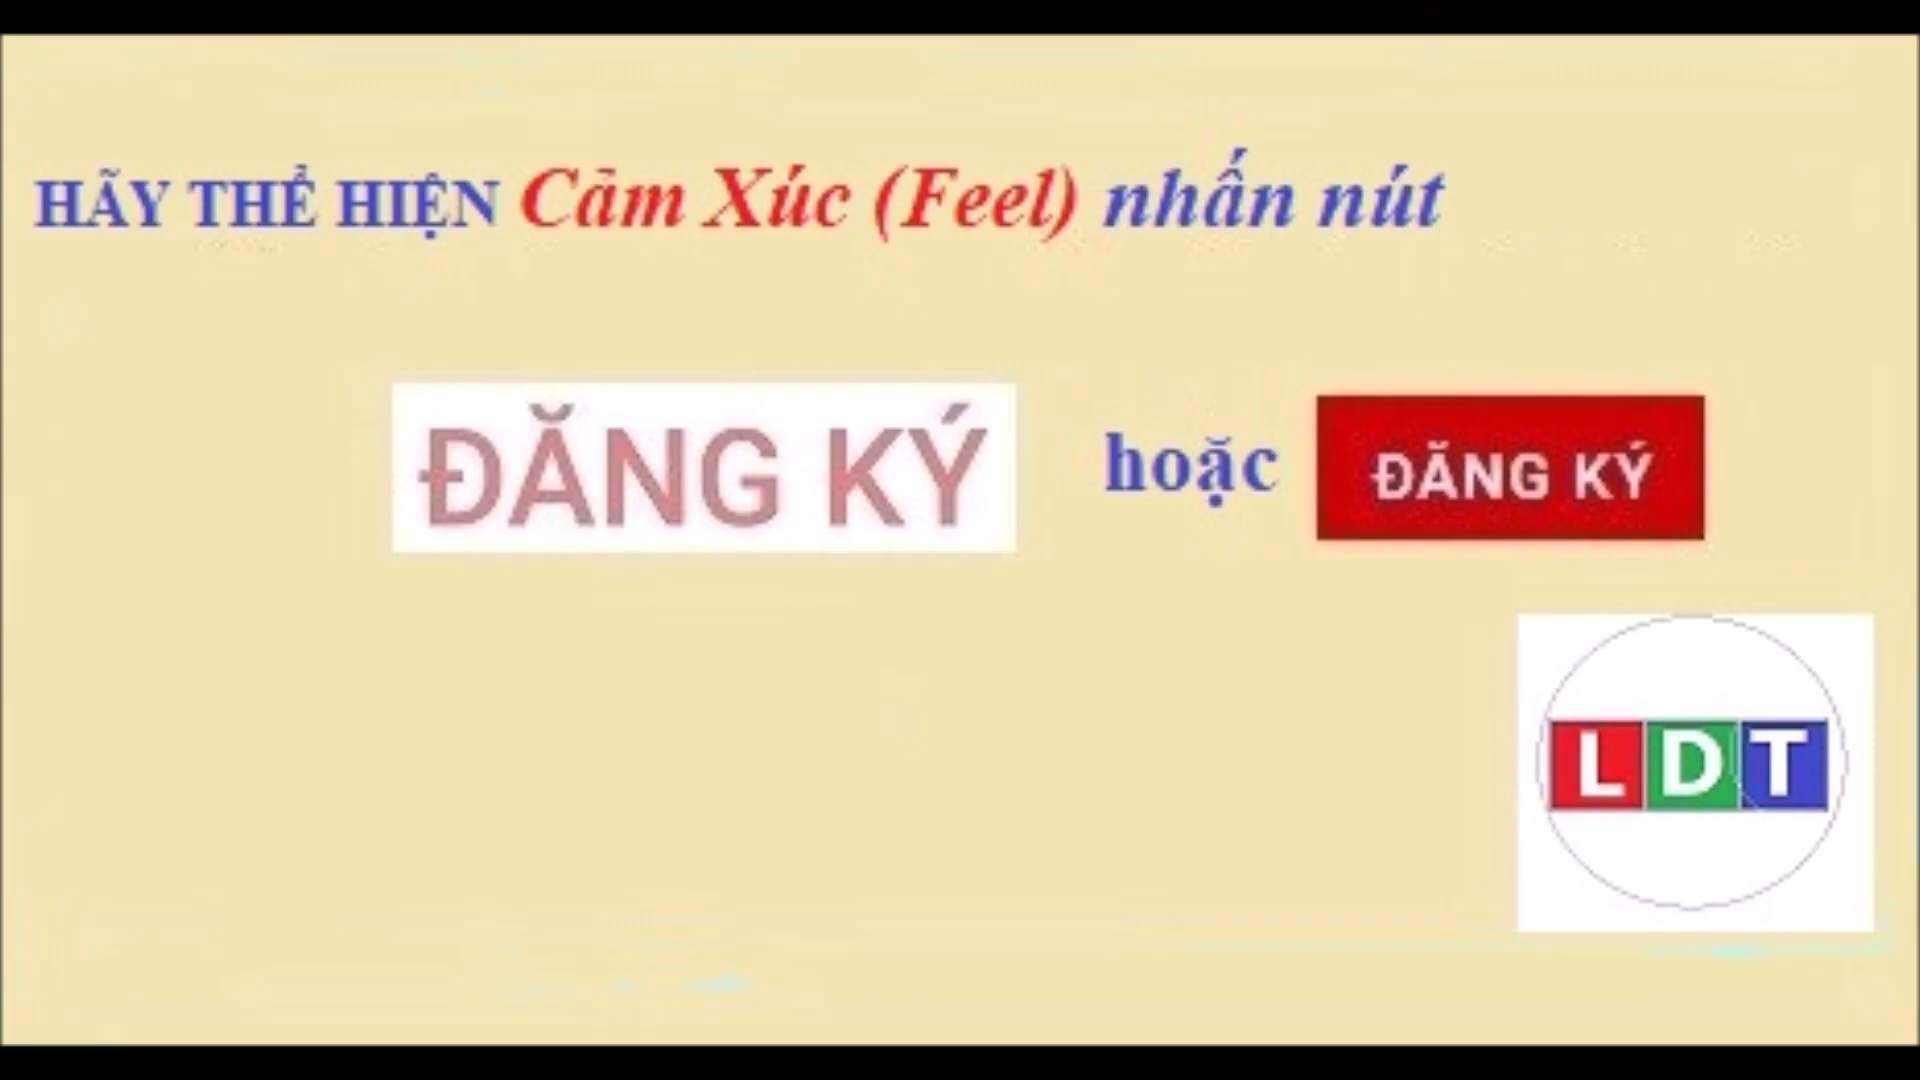 HÃY THỂ HIỆN Cảm Xúc (Feel) nhấn nút
ĐĂNG KÝ hoặc ĐĂNG KÝ
LDT